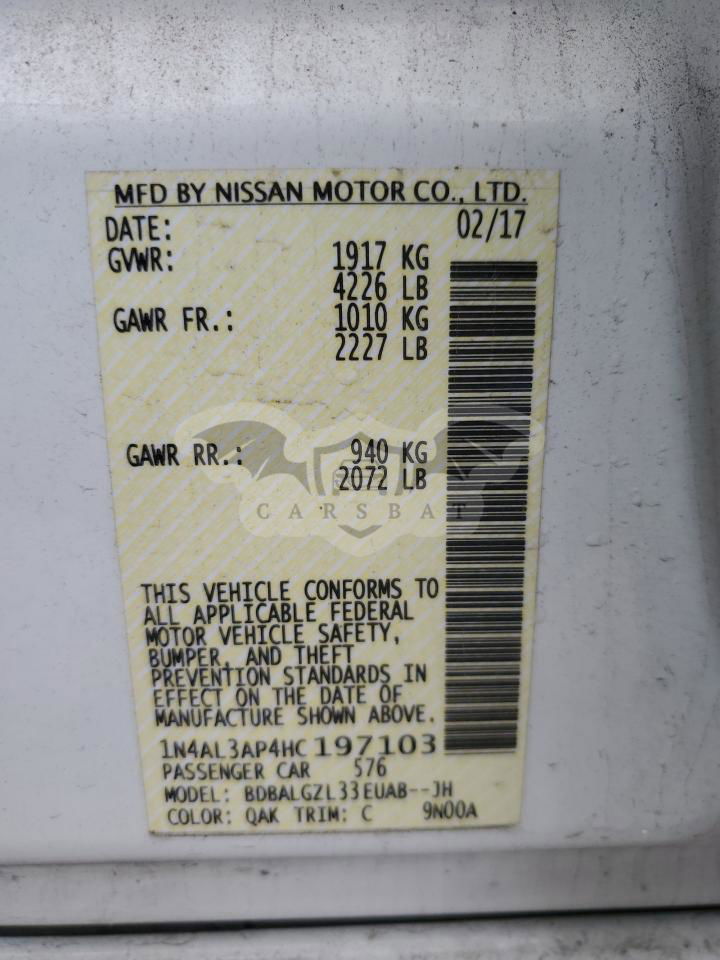 MFD BY NISSAN MOTOR CO., LTD.
DATE: 02/17
GVWR: 1917 KG
4226 LB
GAWR FR.: 1010 KG
2227 LB
GAWR RR.: 940 KG
2072 LB
CARSBAT
THIS VEHICLE CONFORMS TO
ALL APPLICABLE FEDERAL
MOTOR VEHICLE SAFETY,
BUMPER, AND THEFT
PREVENTION STANDARDS IN
EFFECT ON THE DATE OF
MANUFACTURE SHOWN ABOVE.
1N4AL3AP4HC197103
PASSENGER CAR 576
MODEL: BDBALGZL33EUAB--JH
COLOR: QAK TRIM: C 9N00A